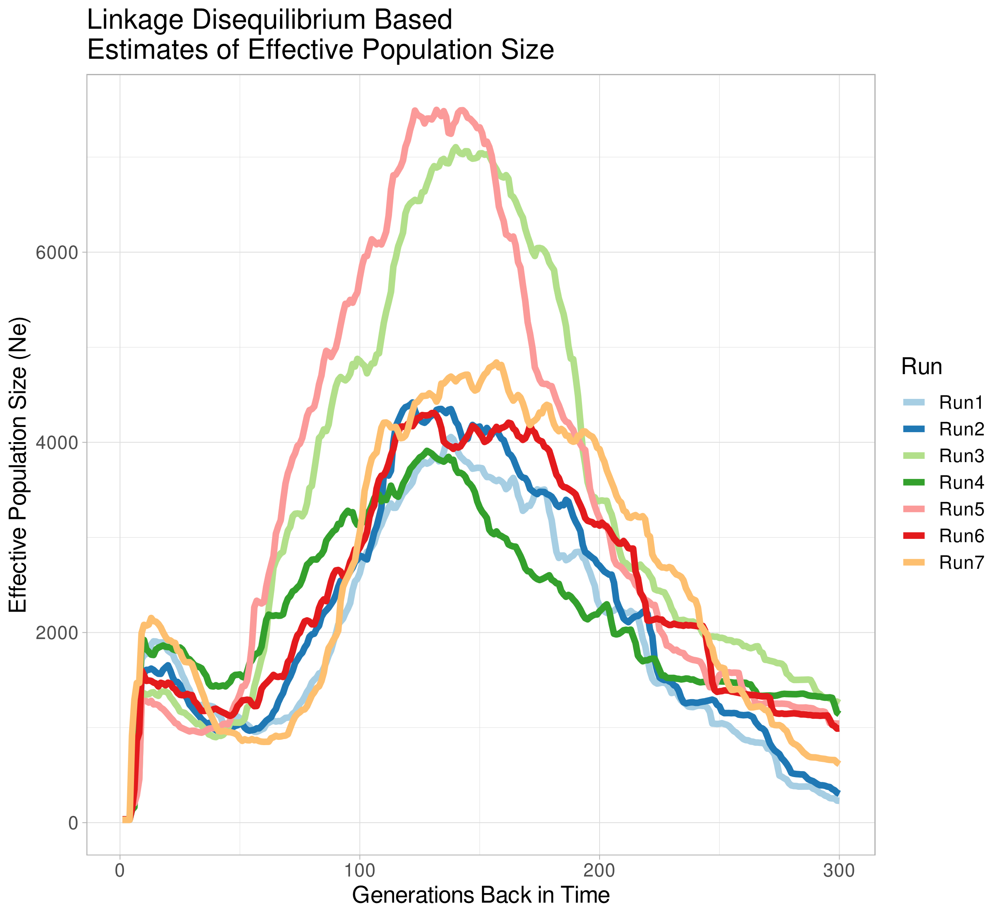 Linkage Disequilibrium Based
Estimates of Effective Population Size
Effective Population Size (Ne)
6000
4000
2000
0
0
100
200
300
Generations Back in Time
Run
Run1
Run2
Run3
Run4
Run5
Run6
Run7